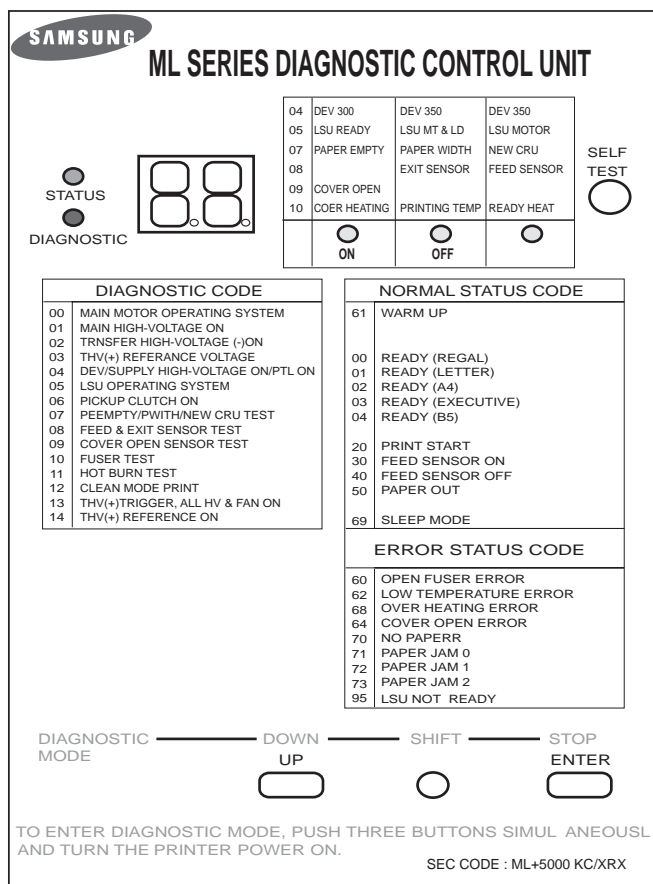 SAMSUNG
ML SERIES DIAGNOSTIC CONTROL UNIT
04 DEV 300 DEV 350 DEV 350
05 LSU READY LSU MT & LD LSU MOTOR
07 PAPER EMPTY PAPER WIDTH NEW CRU
08 EXIT SENSOR FEED SENSOR
09 COVER OPEN
10 COER HEATING PRINTING TEMP READY HEAT
ON OFF
SELF
TEST
STATUS
DIAGNOSTIC
88
DIAGNOSTIC CODE
00 MAIN MOTOR OPERATING SYSTEM
01 MAIN HIGH-VOLTAGE ON
02 TRNSFER HIGH-VOLTAGE (-)ON
03 THV(+) REFERANCE VOLTAGE
04 DEV/SUPPLY HIGH-VOLTAGE ON/PTL ON
05 LSU OPERATING SYSTEM
06 PICKUP CLUTCH ON
07 PEEMPTY/PWITH/NEW CRU TEST
08 FEED & EXIT SENSOR TEST
09 COVER OPEN SENSOR TEST
10 FUSER TEST
11 HOT BURN TEST
12 CLEAN MODE PRINT
13 THV(+)TRIGGER, ALL HV & FAN ON
14 THV(+) REFERENCE ON
NORMAL STATUS CODE
61 WARM UP
00 READY (REGAL)
01 READY (LETTER)
02 READY (A4)
03 READY (EXECUTIVE)
04 READY (B5)
20 PRINT START
30 FEED SENSOR ON
40 FEED SENSOR OFF
50 PAPER OUT
69 SLEEP MODE
ERROR STATUS CODE
60 OPEN FUSER ERROR
62 LOW TEMPERATURE ERROR
68 OVER HEATING ERROR
64 COVER OPEN ERROR
70 NO PAPERR
71 PAPER JAM 0
72 PAPER JAM 1
73 PAPER JAM 2
95 LSU NOT READY
DIAGNOSTIC DOWN SHIFT STOP
MODE UP ENTER
TO ENTER DIAGNOSTIC MODE, PUSH THREE BUTTONS SIMUL ANEOUSL
AND TURN THE PRINTER POWER ON.
SEC CODE : ML+5000 KC/XRX